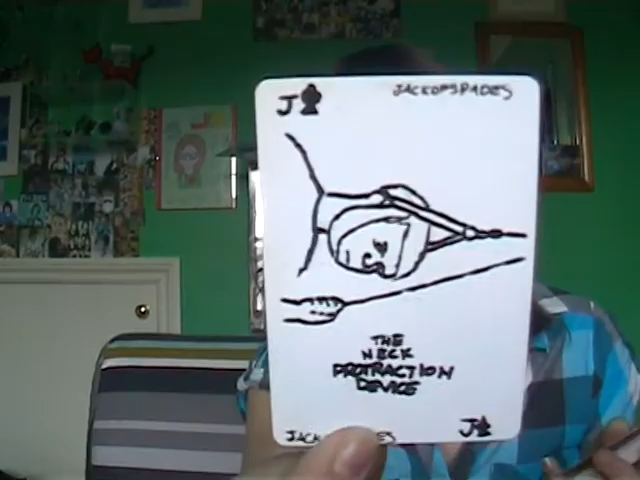 J JACKOFSPADES
THE
NECK
PROTRACTION
DEVICE
J